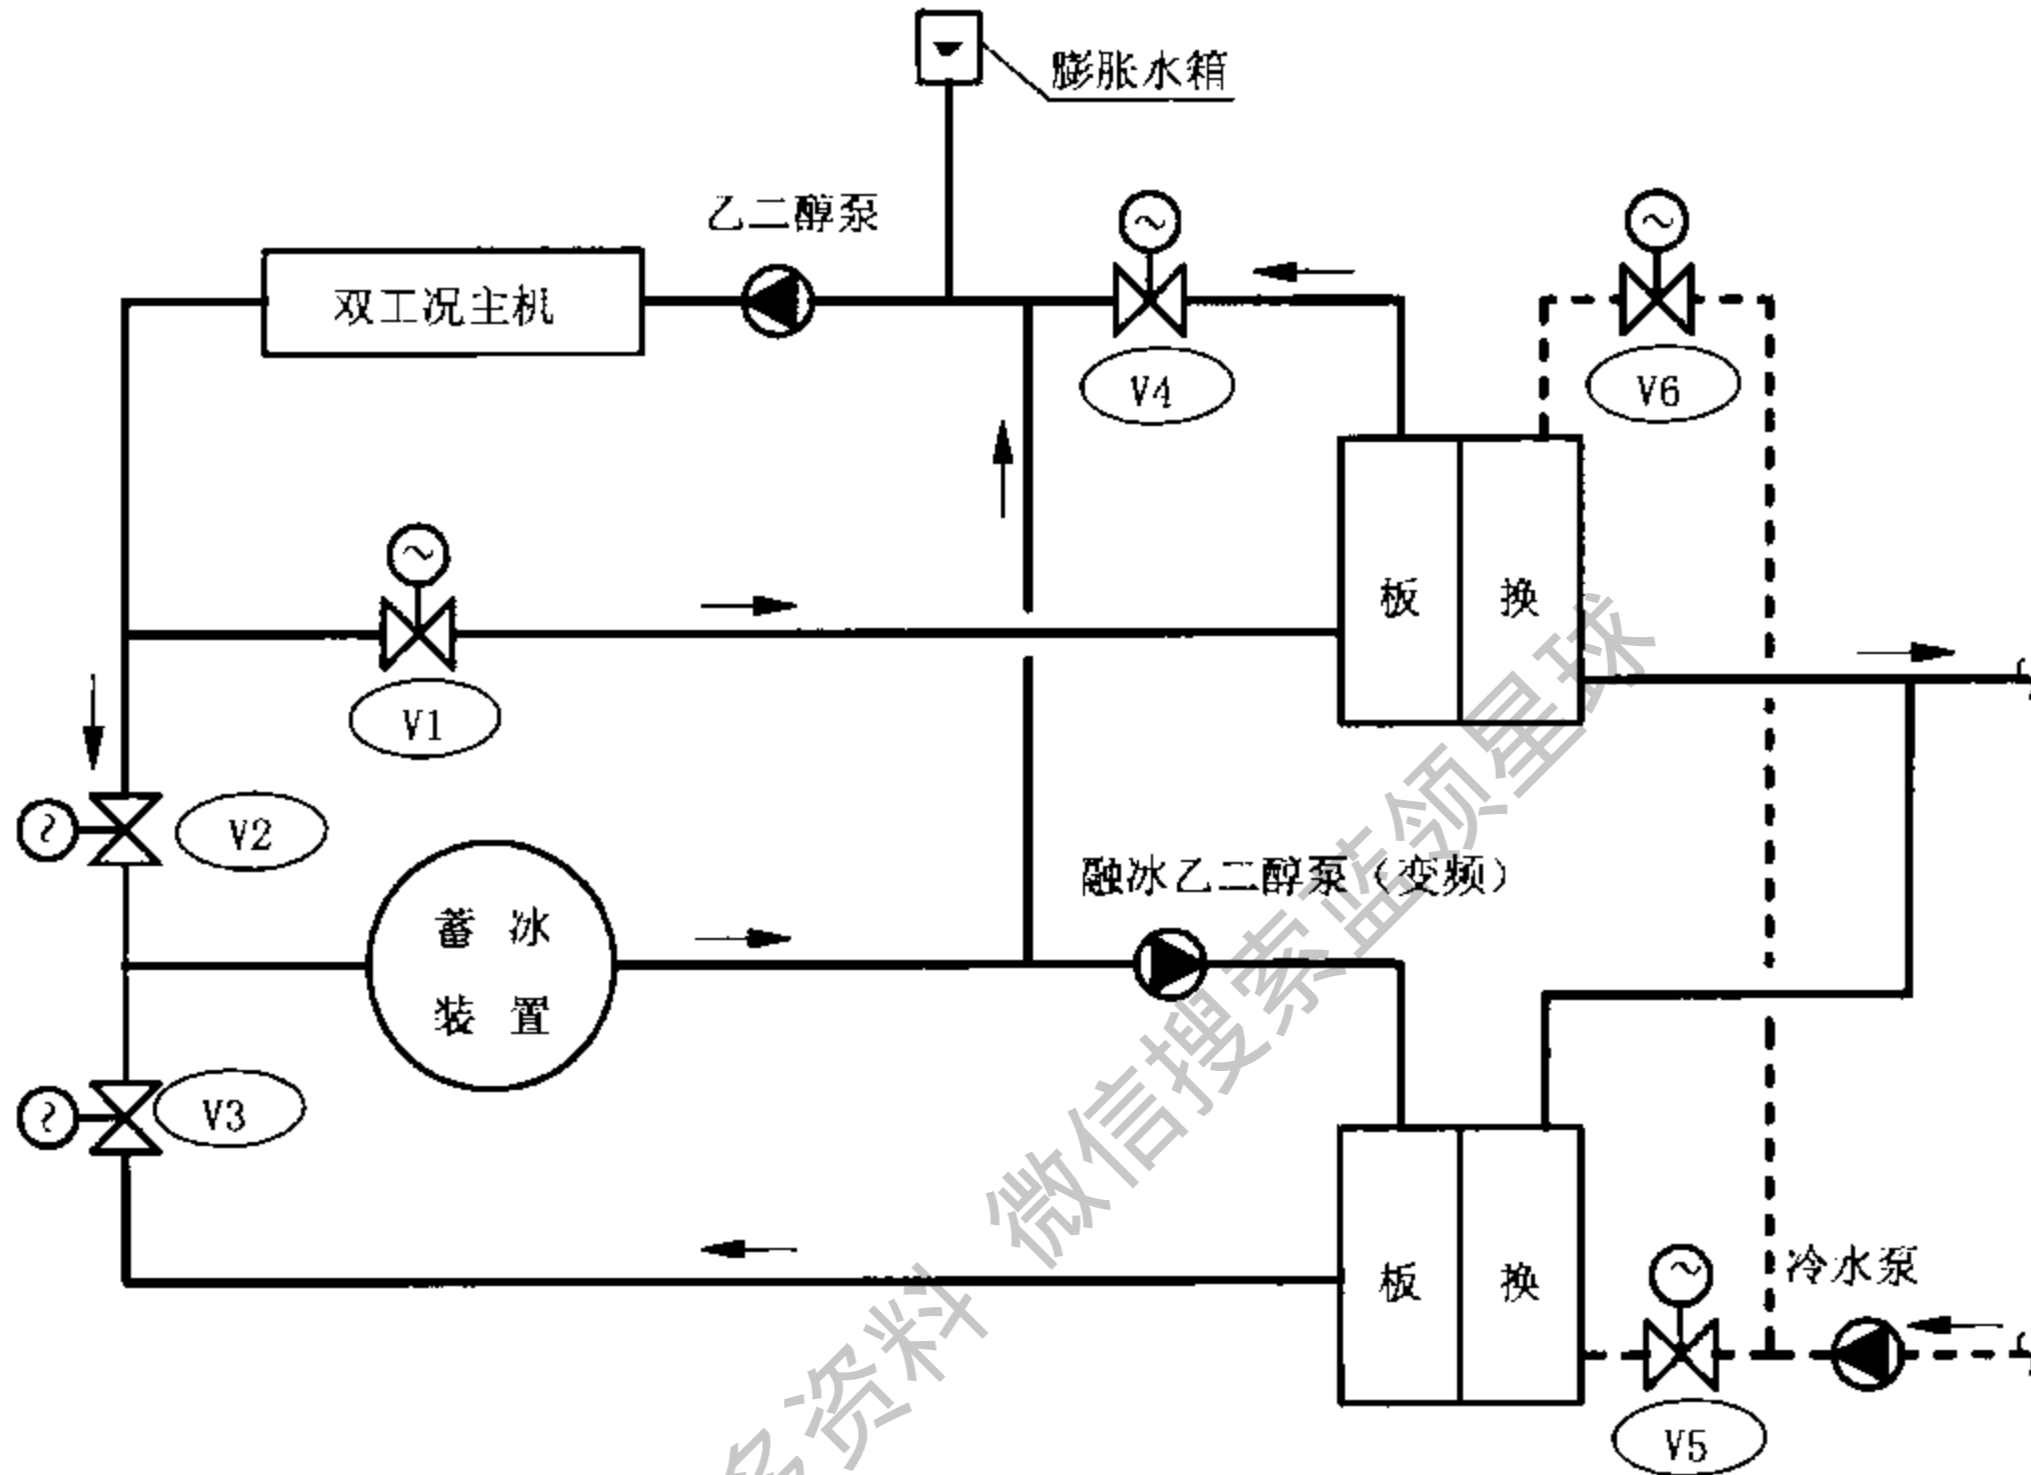 膨胀水箱
乙二醇泵
双工况主机
V4
V6
板 换
V1
V2
融冰乙二醇泵（变频）
蓄 冰
装 置
V3
板 换
冷水泵
V5
多资料 微信搜索蓝领星球